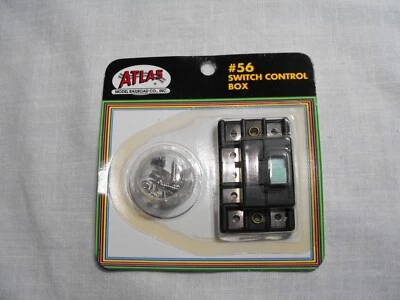 ATLAS
MODEL RAILROAD CO., INC.
#56
SWITCH CONTROL
BOX